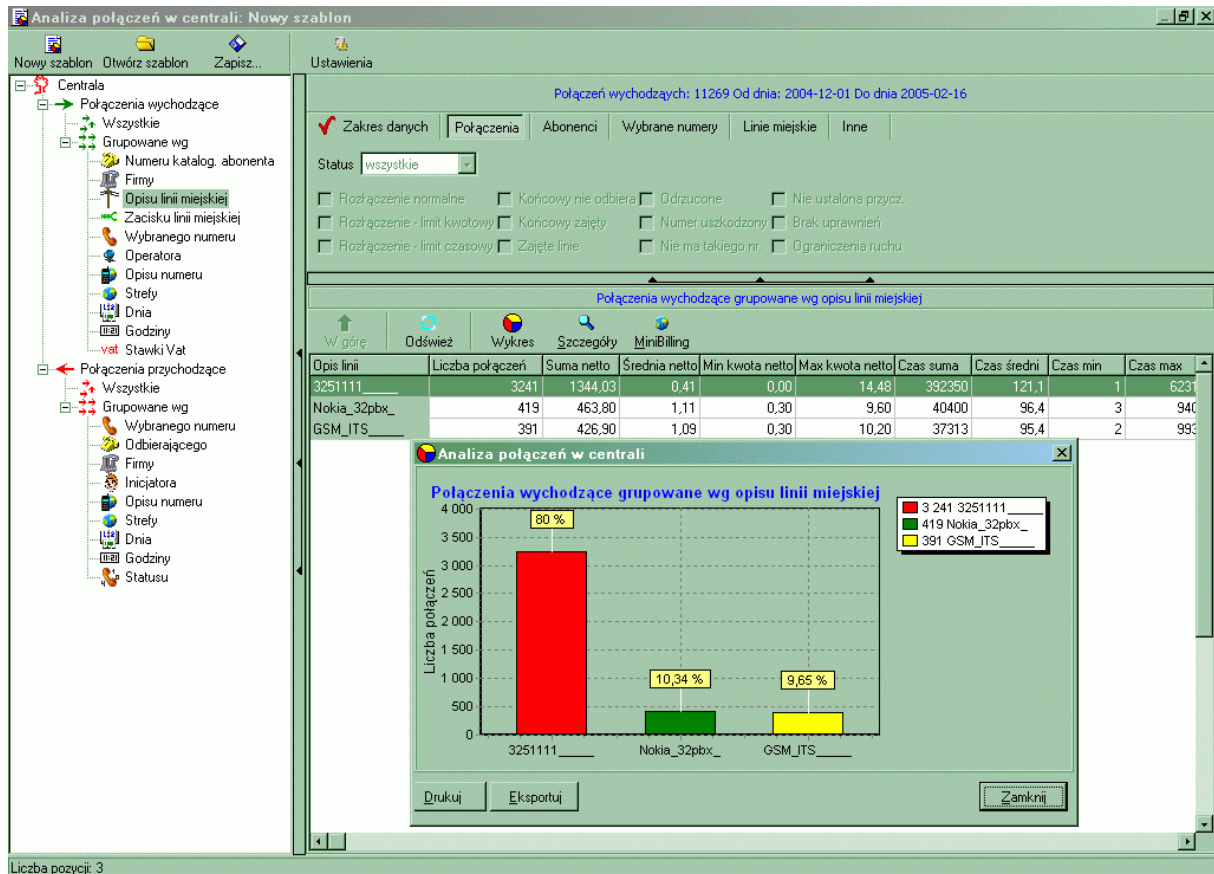 Analiza połączeń w centrali: Nowy szablon
Nowy szablon Otwórz szablon Zapisz... Ustawienia
Centrala
Połączenia wychodzące
Wszystkie
Grupowane wg
Numeru katalog. abonenta
Firmy
Opisu linii miejskiej
Zacisku linii miejskiej
Wybranego numeru
Operatora
Opisu numeru
Strefy
Dnia
Godziny
vat Stawki Vat
Połączenia przychodzące
Wszystkie
Grupowane wg
Wybranego numeru
Odbierającego
Firmy
Inicjatora
Opisu numeru
Strefy
Dnia
Godziny
Statusu
Połączeń wychodząych: 11269 Od dnia: 2004-12-01 Do dnia 2005-02-16
Zakres danych Połączenia Abonenci Wybrane numery Linie miejskie Inne
Status wszystkie
Rozłączenie normalne Końcowy nie odbiera Odrzucone Nie ustalona przycz.
Rozłączenie - limit kwotowy Końcowy zajęty Numer uszkodzony Brak uprawnień
Rozłączenie - limit czasowy Zajęte linie Nie ma takiego nr. Ograniczenia ruchu
Połączenia wychodzące grupowane wg opisu linii miejskiej
W górę Odśwież Wykres Szczegóły MiniBilling
Opis linii Liczba połączeń Suma netto Średnia netto Min kwota netto Max kwota netto Czas suma Czas średni Czas min Czas max
3251111_____ 3241 1344,03 0,41 0,00 14,48 392350 121,1 1 6231
Nokia_32pbx_ 419 463,80 1,11 0,30 9,60 40400 96,4 3 940
GSM_ITS_____ 391 426,90 1,09 0,30 10,20 37313 95,4 2 993
Analiza połączeń w centrali
Połączenia wychodzące grupowane wg opisu linii miejskiej
Liczba połączeń
4 000
3 500
3 000
2 500
2 000
1 500
1 000
500
0
80 %
10,34 %
9,65 %
3251111_____ Nokia_32pbx_ GSM_ITS_____
3 241 3251111_____
419 Nokia_32pbx_
391 GSM_ITS_____
Drukuj Eksportuj Zamknij
Liczba pozycji: 3